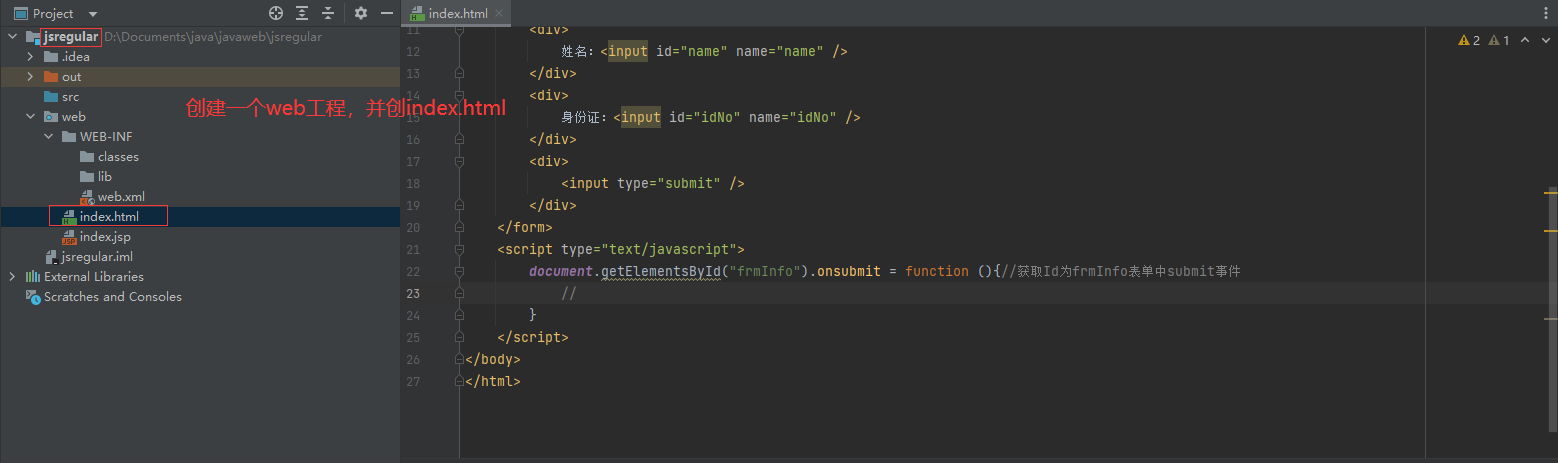 Project
jsregular D:\Documents\java\javaweb\jsregular
.idea
out
src
web
WEB-INF
classes
lib
web.xml
index.html
index.jsp
jsregular.iml
External Libraries
Scratches and Consoles
创建一个web工程，并创index.html
index.html
2 1
11 <div>
12 姓名：<input id="name" name="name" />
13 </div>
14 <div>
15 身份证：<input id="idNo" name="idNo" />
16 </div>
17 <div>
18 <input type="submit" />
19 </div>
20 </form>
21 <script type="text/javascript">
22 document.getElementsById("frmInfo").onsubmit = function (){//获取Id为frmInfo表单中submit事件
23 //
24 }
25 </script>
26 </body>
27 </html>